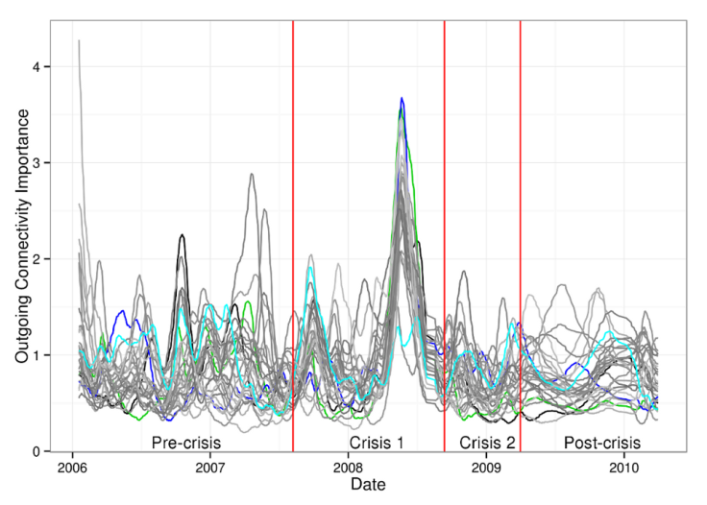 Outgoing Connectivity Importance
4
3
2
1
0
Pre-crisis Crisis 1 Crisis 2 Post-crisis
2006 2007 2008 2009 2010
Date